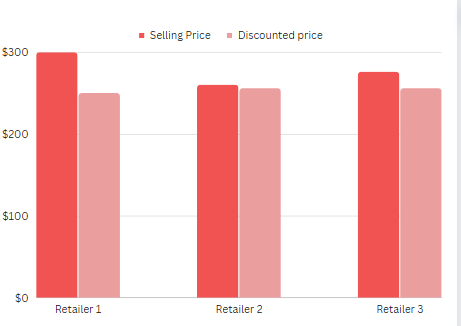 Selling Price Discounted price
$300
$200
$100
$0
Retailer 1 Retailer 2 Retailer 3